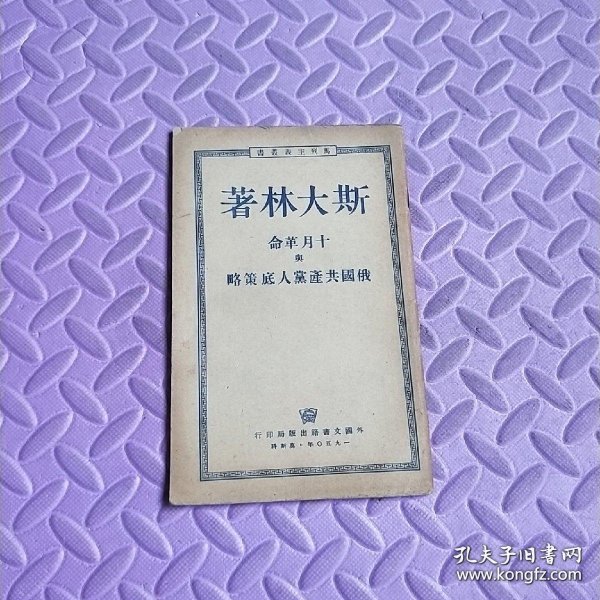 馬列主義叢書
斯大林著
十月革命
與
俄國共產黨人底策略
外國文書籍出版局印行
一九五〇年・莫斯科
孔夫子旧书网
www.kongfz.com